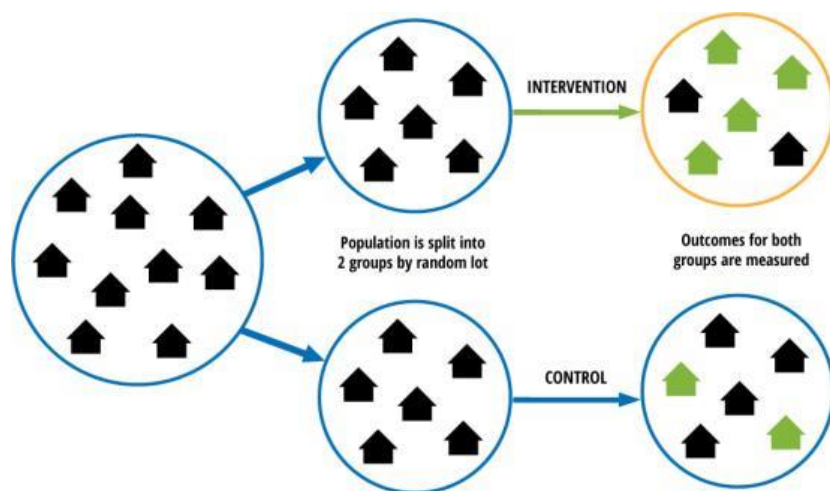 INTERVENTION
Population is split into
2 groups by random lot
Outcomes for both
groups are measured
CONTROL